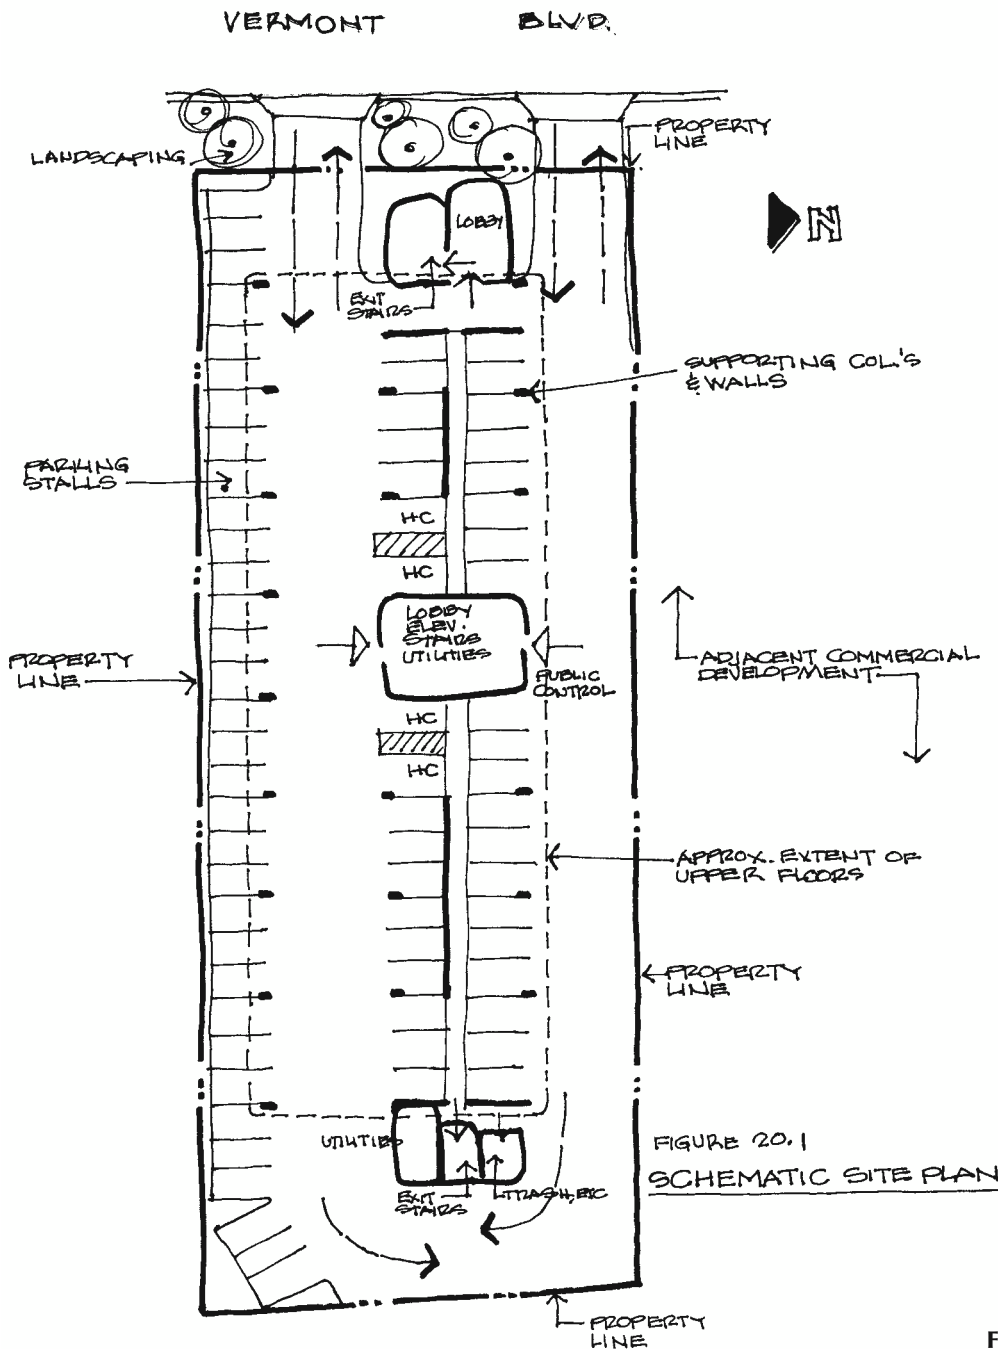 VERMONT BLVD.
LANDSCAPING
PROPERTY
LINE
LOBBY
N
EXIT
STAIRS
SUPPORTING COL.'S
& WALLS
PARKING
STALLS
HC
HC
LOBBY
ELEV.
STAIRS
UTILITIES
PROPERTY
LINE
PUBLIC
CONTROL
ADJACENT COMMERCIAL
DEVELOPMENT
HC
HC
APPROX. EXTENT OF
UPPER FLOORS
PROPERTY
LINE
UTILITIES
FIGURE 20.1
SCHEMATIC SITE PLAN
EXIT
STAIRS
TRASH, ETC
PROPERTY
LINE
F